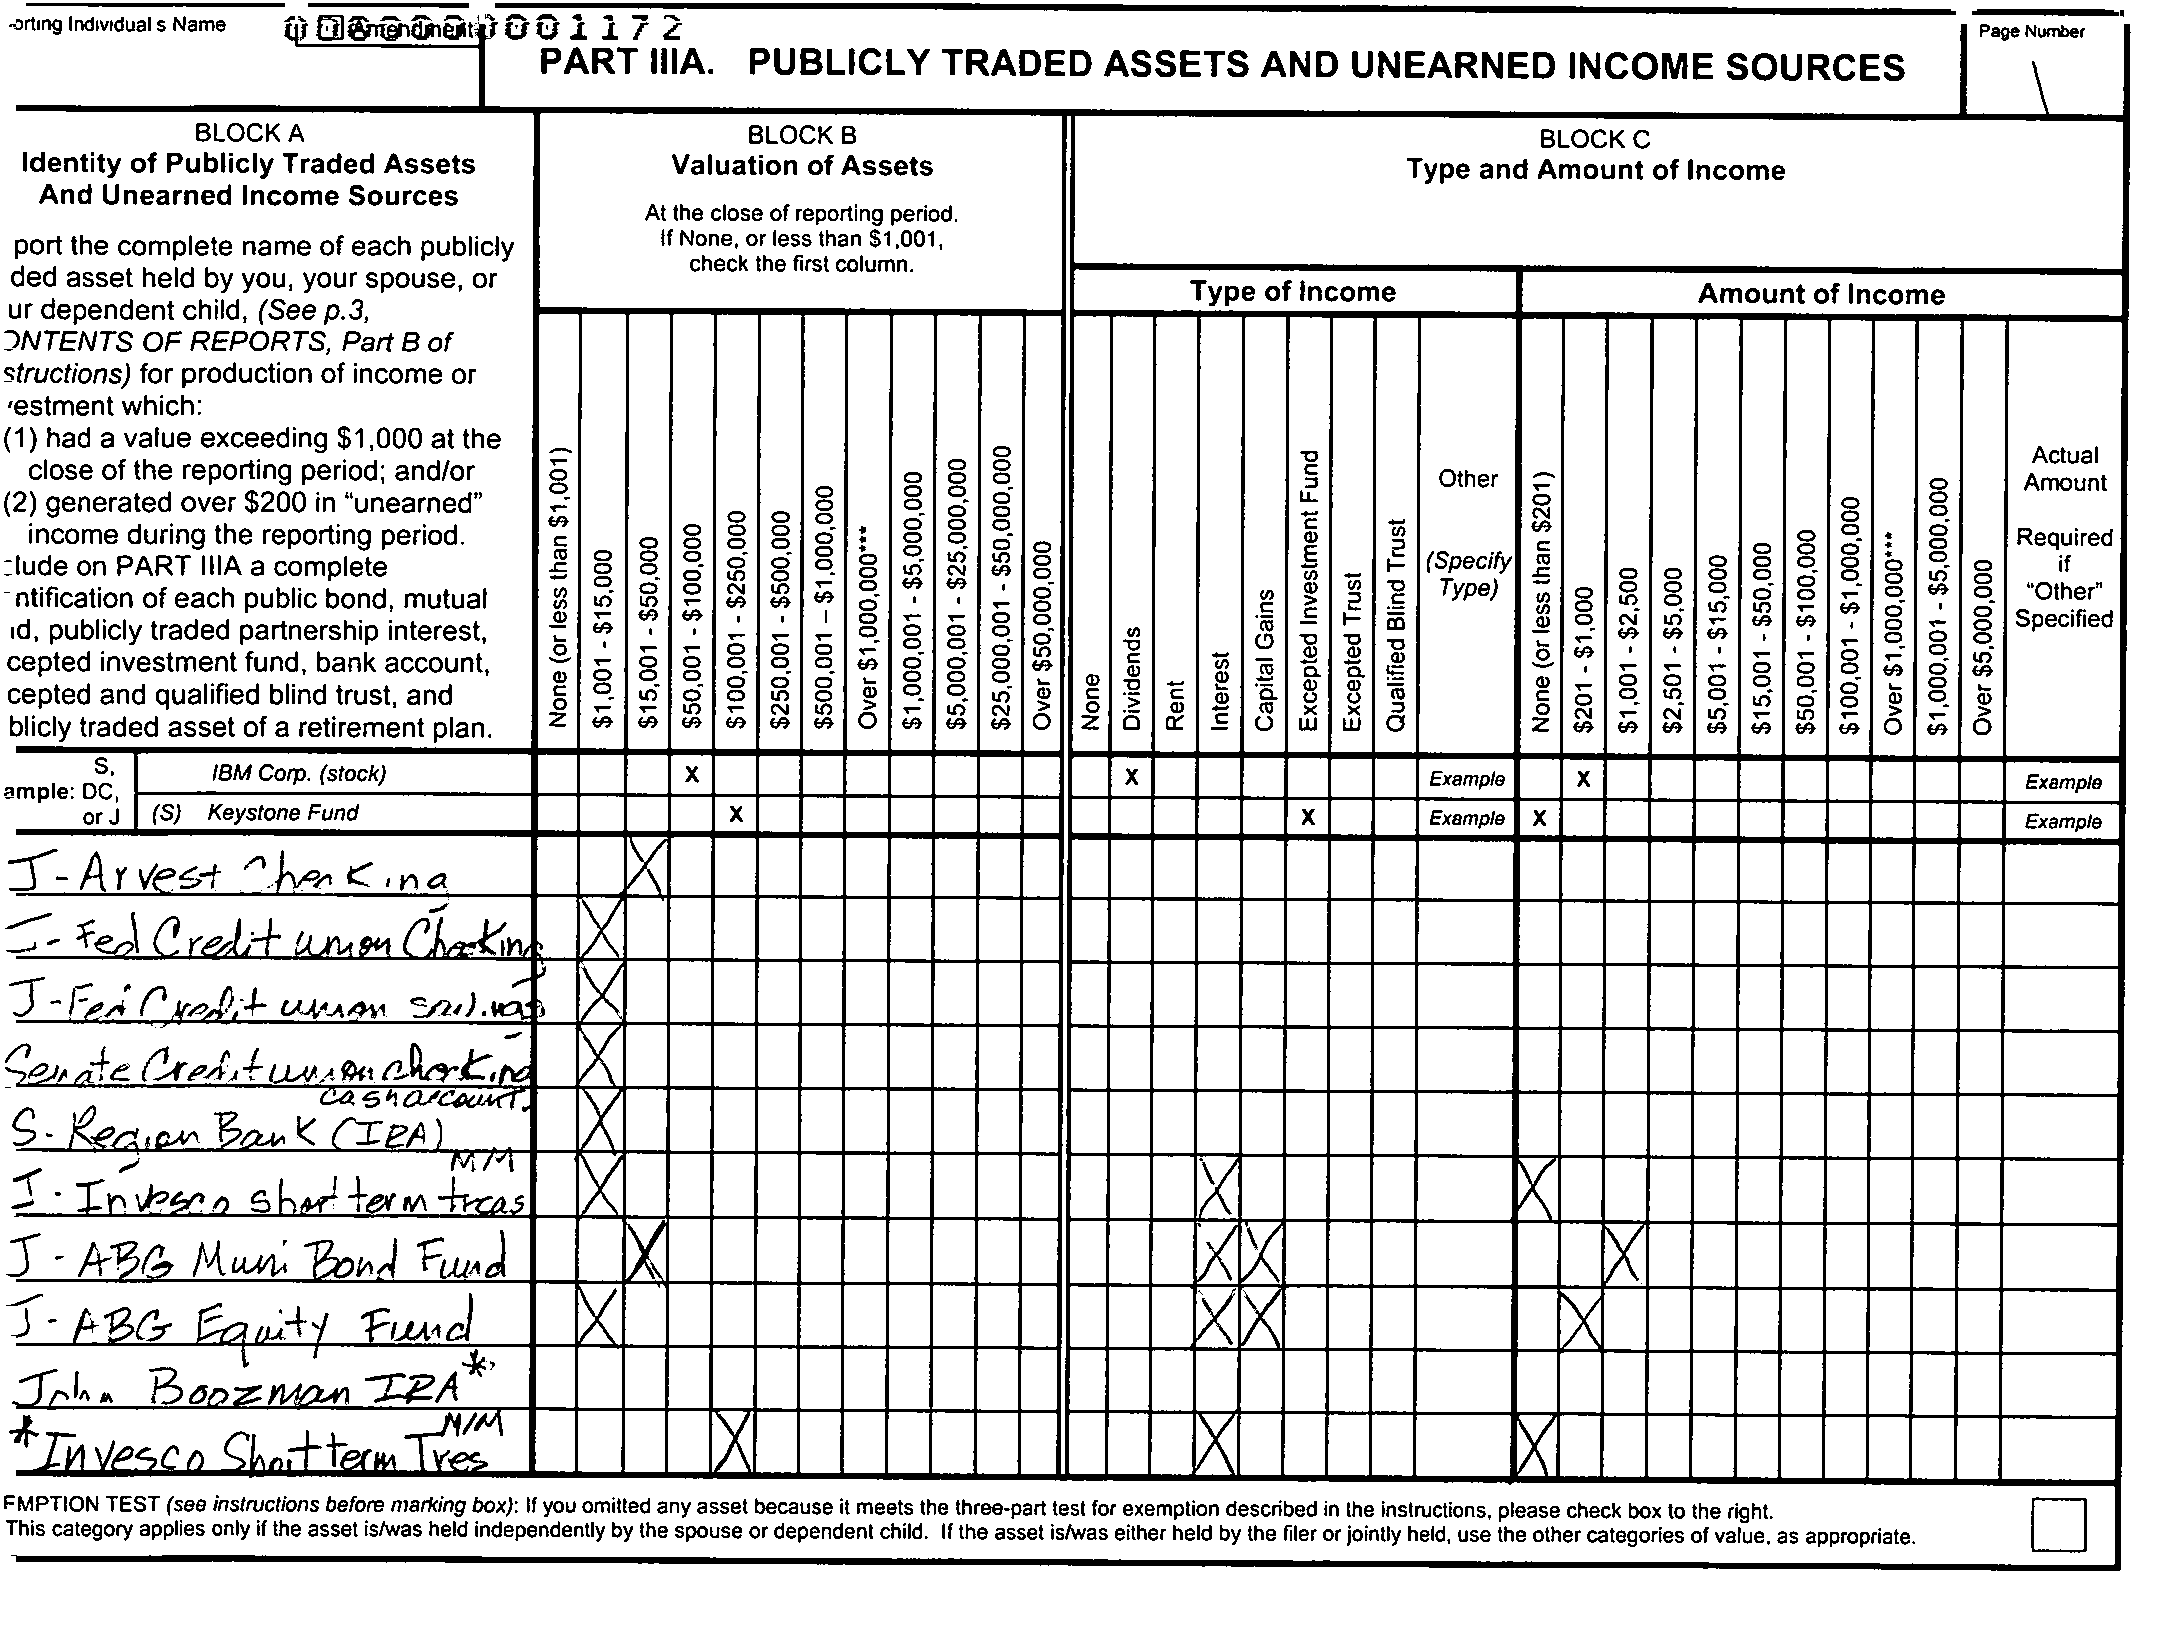 orting Individual s Name
Amendment
001172
PART IIIA. PUBLICLY TRADED ASSETS AND UNEARNED INCOME SOURCES
Page Number
\
BLOCK A
Identity of Publicly Traded Assets
And Unearned Income Sources
port the complete name of each publicly
ded asset held by you, your spouse, or
ur dependent child, (See p.3,
ONTENTS OF REPORTS, Part B of
structions) for production of income or
estment which:
(1) had a value exceeding $1,000 at the
close of the reporting period; and/or
(2) generated over $200 in “unearned”
income during the reporting period.
clude on PART IIIA a complete
ntification of each public bond, mutual
id, publicly traded partnership interest,
cepted investment fund, bank account,
cepted and qualified blind trust, and
blicly traded asset of a retirement plan.
BLOCK B
Valuation of Assets
At the close of reporting period.
If None, or less than $1,001,
check the first column.
None (or less than $1,001)
$1,001 - $15,000
$15,001 - $50,000
$50,001 - $100,000
$100,001 - $250,000
$250,001 - $500,000
$500,001 – $1,000,000
Over $1,000,000***
$1,000,001 - $5,000,000
$5,000,001 - $25,000,000
$25,000,001 - $50,000,000
Over $50,000,000
BLOCK C
Type and Amount of Income
Type of Income
None
Dividends
Rent
Interest
Capital Gains
Excepted Investment Fund
Excepted Trust
Qualified Blind Trust
Other
(Specify
Type)
Amount of Income
None (or less than $201)
$201 - $1,000
$1,001 - $2,500
$2,501 - $5,000
$5,001 - $15,000
$15,001 - $50,000
$50,001 - $100,000
$100,001 - $1,000,000
Over $1,000,000***
$1,000,001 - $5,000,000
Over $5,000,000
Actual
Amount
Required
if
“Other”
Specified
ample: S, DC, or J
IBM Corp. (stock) X X Example X Example
(S) Keystone Fund X X Example X Example
J - Arvest Checking X
J - Fed Credit union Checking X
J - Fed Credit union savings X
Senate Credit union checking X
cash account.
S. Region Bank (IRA) X
M/M
J - Invesco short term treas X X X
J - ABG Muni Bond Fund X X X X
J - ABG Equity Fund X X X X
John Boozman IRA *
M/M
* Invesco Short term Tres X X X
EMPTION TEST (see instructions before marking box): If you omitted any asset because it meets the three-part test for exemption described in the instructions, please check box to the right.
This category applies only if the asset is/was held independently by the spouse or dependent child. If the asset is/was either held by the filer or jointly held, use the other categories of value, as appropriate.